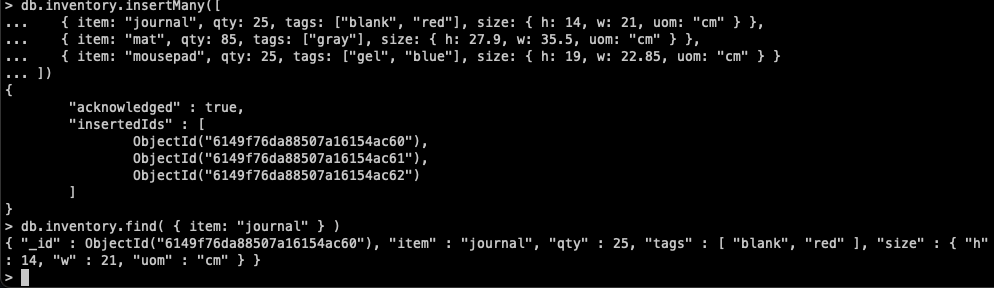 > db.inventory.insertMany([
...    { item: "journal", qty: 25, tags: ["blank", "red"], size: { h: 14, w: 21, uom: "cm" } },
...    { item: "mat", qty: 85, tags: ["gray"], size: { h: 27.9, w: 35.5, uom: "cm" } },
...    { item: "mousepad", qty: 25, tags: ["gel", "blue"], size: { h: 19, w: 22.85, uom: "cm" } }
... ])
{
        "acknowledged" : true,
        "insertedIds" : [
                ObjectId("6149f76da88507a16154ac60"),
                ObjectId("6149f76da88507a16154ac61"),
                ObjectId("6149f76da88507a16154ac62")
        ]
}
> db.inventory.find( { item: "journal" } )
{ "_id" : ObjectId("6149f76da88507a16154ac60"), "item" : "journal", "qty" : 25, "tags" : [ "blank", "red" ], "size" : { "h"
: 14, "w" : 21, "uom" : "cm" } }
>